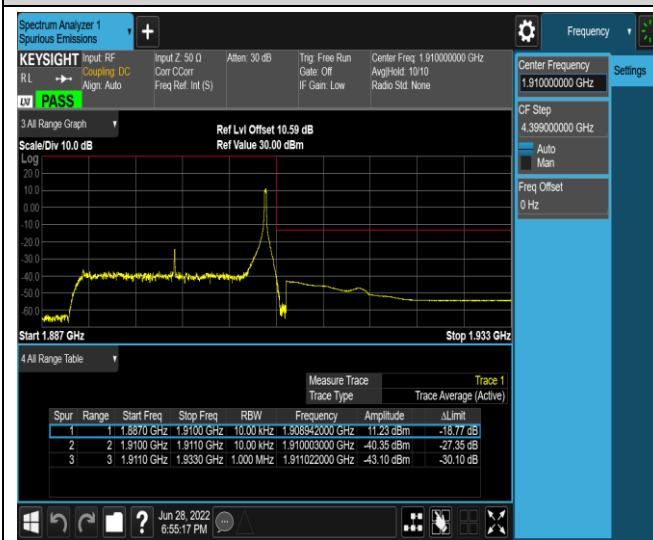 Spectrum Analyzer 1
Spurious Emissions
Frequency
KEYSIGHT Input: RF Input Z: 50 Ω Atten: 30 dB Trig: Free Run Center Freq: 1.910000000 GHz
RL Coupling: DC Corr CCorr Gate: Off Avg|Hold: 10/10
Align: Auto Freq Ref: Int (S) IF Gain: Low Radio Std: None
LXI PASS
Center Frequency
1.910000000 GHz
Settings
CF Step
4.399000000 GHz
Auto
Man
Freq Offset
0 Hz
3 All Range Graph
Ref Lvl Offset 10.59 dB
Scale/Div 10.0 dB Ref Value 30.00 dBm
Log
20.0
10.0
0.00
-10.0
-20.0
-30.0
-40.0
-50.0
-60.0
Start 1.887 GHz Stop 1.933 GHz
4 All Range Table
Measure Trace Trace 1
Trace Type Trace Average (Active)
Spur Range Start Freq Stop Freq RBW Frequency Amplitude ΔLimit
1 1 1.8870 GHz 1.9100 GHz 10.00 kHz 1.908942000 GHz 11.23 dBm -18.77 dB
2 2 1.9100 GHz 1.9110 GHz 10.00 kHz 1.910003000 GHz -40.35 dBm -27.35 dB
3 3 1.9110 GHz 1.9330 GHz 1.000 MHz 1.911022000 GHz -43.10 dBm -30.10 dB
Jun 28, 2022
6:55:17 PM